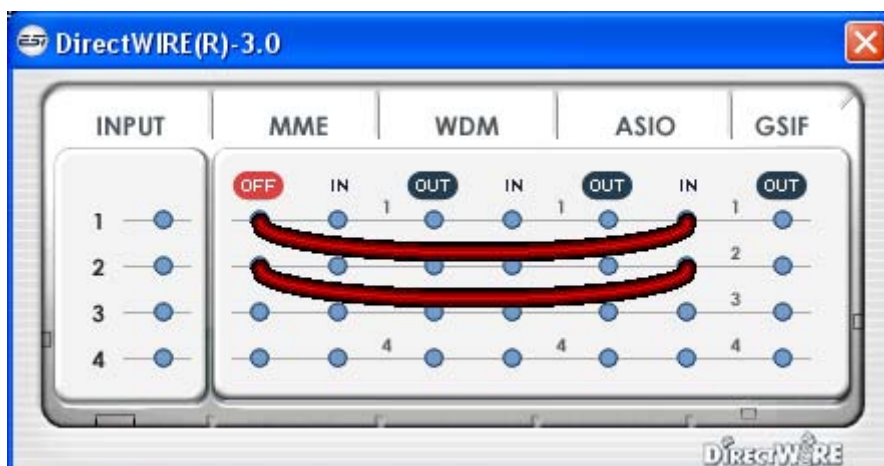 ESI DirectWIRE(R)-3.0
INPUT MME WDM ASIO GSIF
OFF IN OUT IN OUT IN OUT
1 1 1 1
2 2
3 3
4 4 4 4
DIRECTWIRE